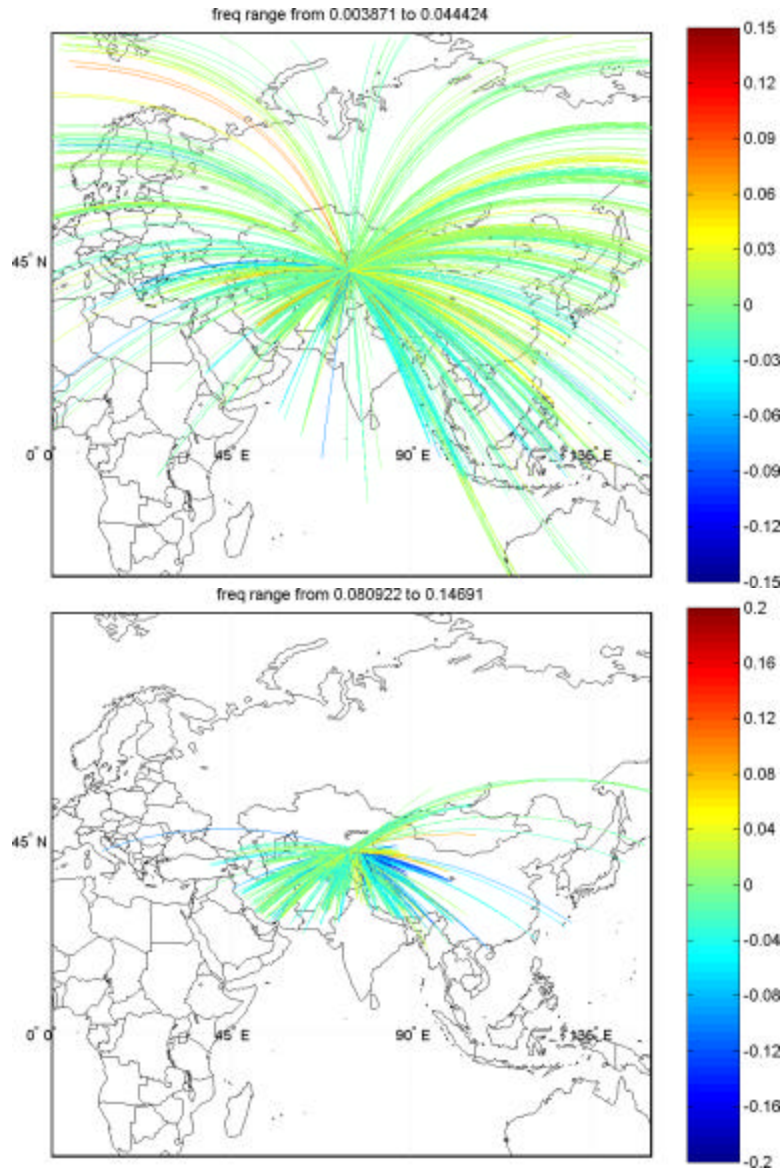 freq range from 0.003871 to 0.044424
0.15
0.12
0.09
0.06
0.03
0
-0.03
-0.06
-0.09
-0.12
-0.15
45° N
0° 0°
45° E
90° E
135° E
freq range from 0.080922 to 0.14691
0.2
0.16
0.12
0.08
0.04
0
-0.04
-0.08
-0.12
-0.16
-0.2
45° N
0° 0°
45° E
90° E
135° E